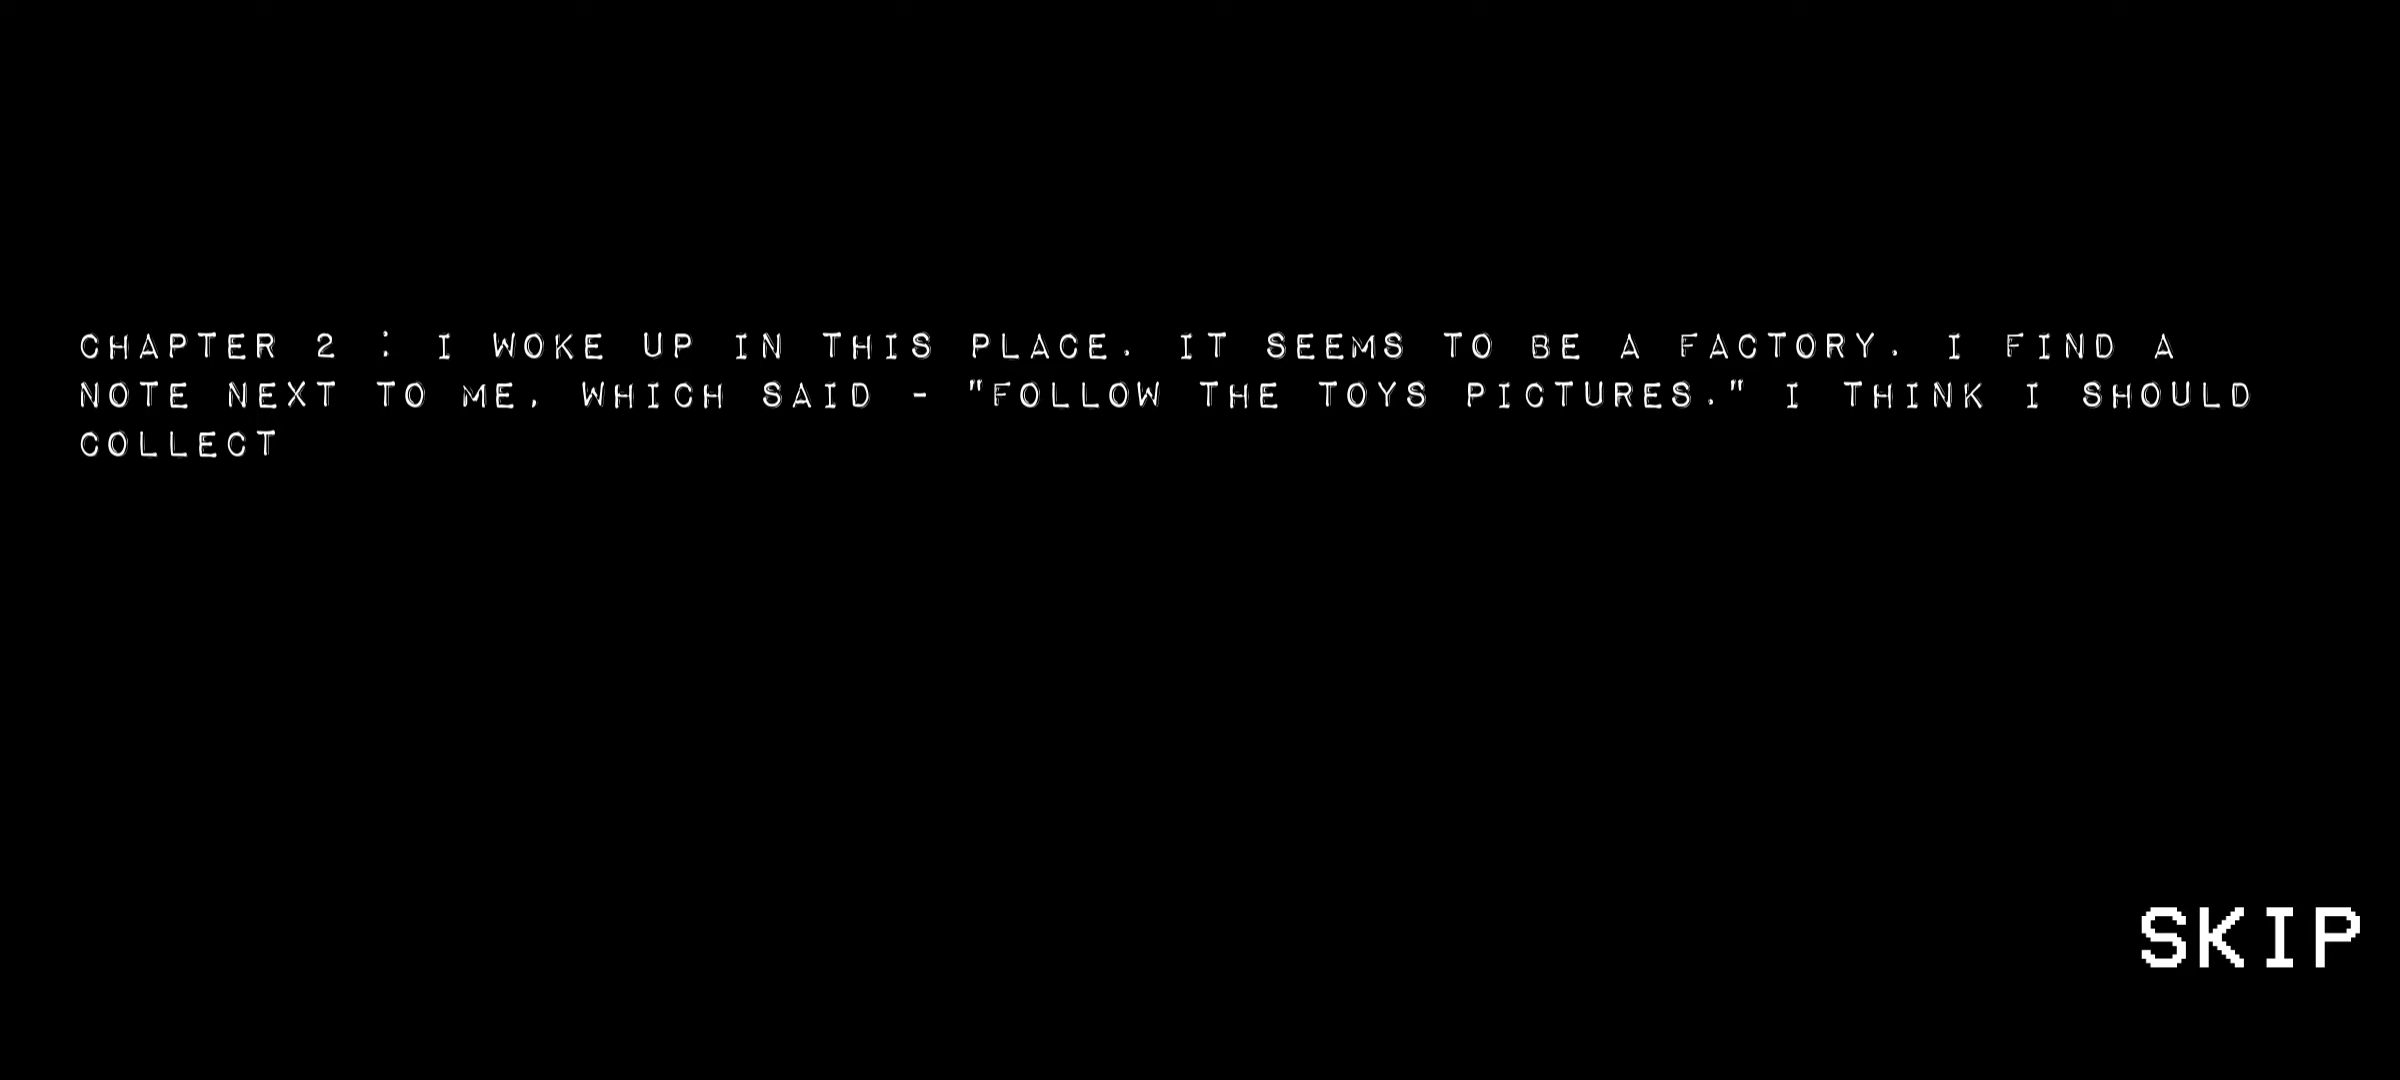 CHAPTER 2 : I WOKE UP IN THIS PLACE. IT SEEMS TO BE A FACTORY. I FIND A
NOTE NEXT TO ME, WHICH SAID - "FOLLOW THE TOYS PICTURES." I THINK I SHOULD
COLLECT
SKIP